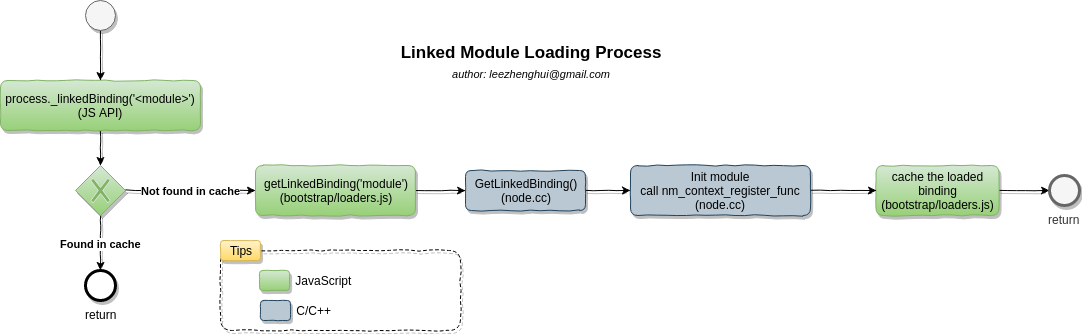 Linked Module Loading Process
author: leezhenghui@gmail.com
process._linkedBinding('<module>')
(JS API)
Not found in cache
getLinkedBinding('module')
(bootstrap/loaders.js)
GetLinkedBinding()
(node.cc)
Init module
call nm_context_register_func
(node.cc)
cache the loaded
binding
(bootstrap/loaders.js)
return
Found in cache
return
Tips
JavaScript
C/C++